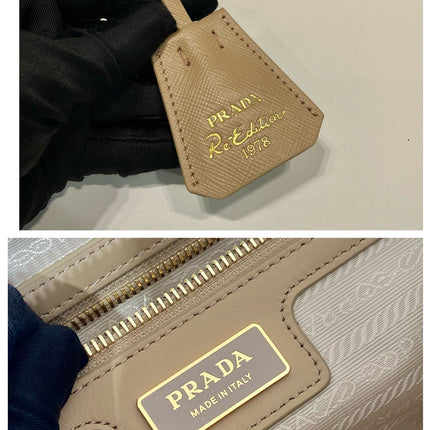 PRADA
Re-Edition
1978
PRADA
MADE IN ITALY